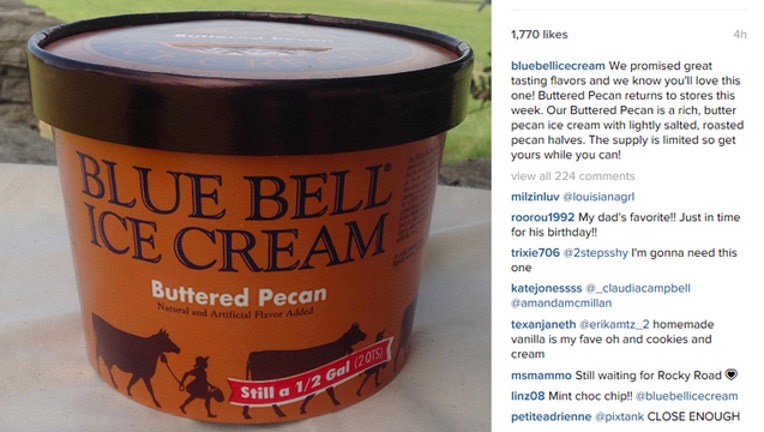 Buttered Pecan
BLUE BELL®
ICE CREAM
Buttered Pecan
Natural and Artificial Flavor Added
Still a 1/2 Gal (2 QTS)
1,770 likes 4h
bluebellicecream We promised great
tasting flavors and we know you'll love this
one! Buttered Pecan returns to stores this
week. Our Buttered Pecan is a rich, butter
pecan ice cream with lightly salted, roasted
pecan halves. The supply is limited so get
yours while you can!
view all 224 comments
milzinluv @louisianagrl
roorou1992 My dad's favorite!! Just in time
for his birthday!!
trixie706 @2stepsshy I'm gonna need this
one
katejonessss @_claudiacampbell
@amandamcmillan
texanjaneth @erikamtz_2 homemade
vanilla is my fave oh and cookies and
cream
msmammo Still waiting for Rocky Road 🖤
linz08 Mint choc chip!! @bluebellicecream
petiteadrienne @pixtank CLOSE ENOUGH